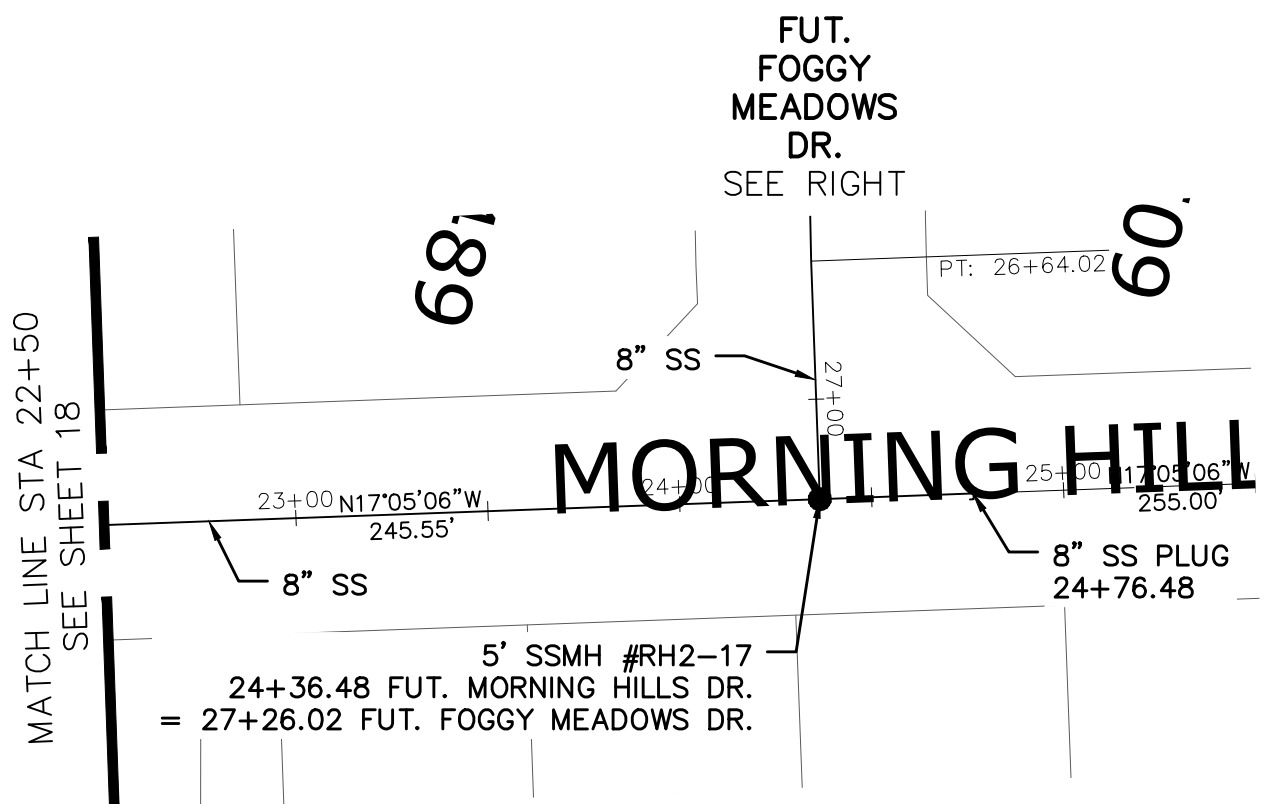 FUT.
FOGGY
MEADOWS
DR.
SEE RIGHT
PT: 26+64.02
8" SS
27+00
MATCH LINE STA 22+50
SEE SHEET 18
MORNING HILL
23+00
N17°05'06"W
245.55'
24+00
25+00
N17°05'06"W
255.00'
8" SS
8" SS PLUG
24+76.48
5' SSMH #RH2-17
24+36.48 FUT. MORNING HILLS DR.
= 27+26.02 FUT. FOGGY MEADOWS DR.